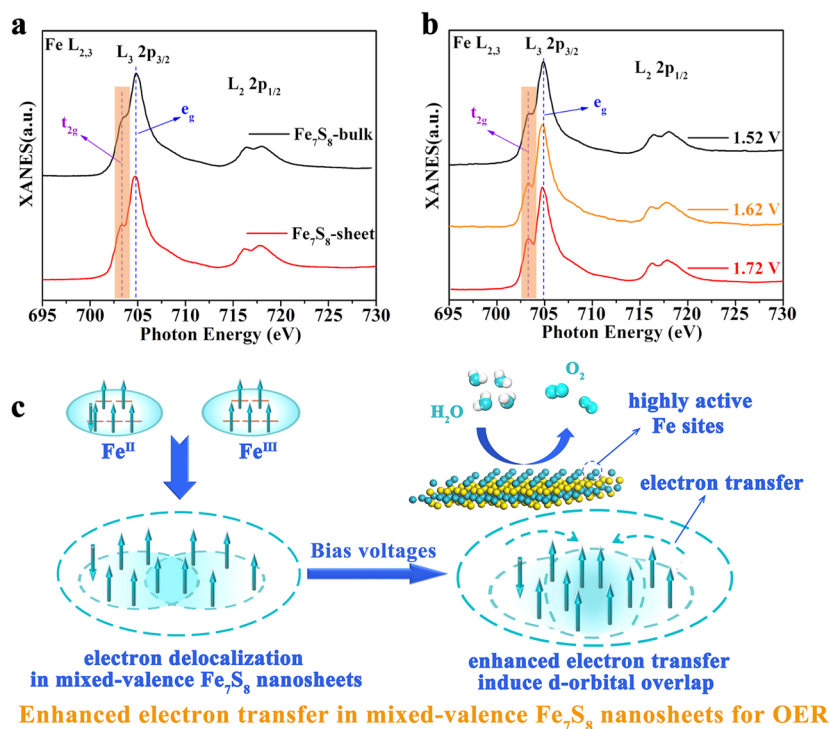 a
Fe L2,3
L3 2p3/2
L2 2p1/2
t2g
eg
Fe7S8-bulk
Fe7S8-sheet
XANES(a.u.)
695 700 705 710 715 720 725 730
Photon Energy (eV)
b
Fe L2,3
L3 2p3/2
L2 2p1/2
t2g
eg
1.52 V
1.62 V
1.72 V
XANES(a.u.)
695 700 705 710 715 720 725 730
Photon Energy (eV)
c
FeII
FeIII
H2O
O2
highly active
Fe sites
electron transfer
Bias voltages
electron delocalization
in mixed-valence Fe7S8 nanosheets
enhanced electron transfer
induce d-orbital overlap
Enhanced electron transfer in mixed-valence Fe7S8 nanosheets for OER